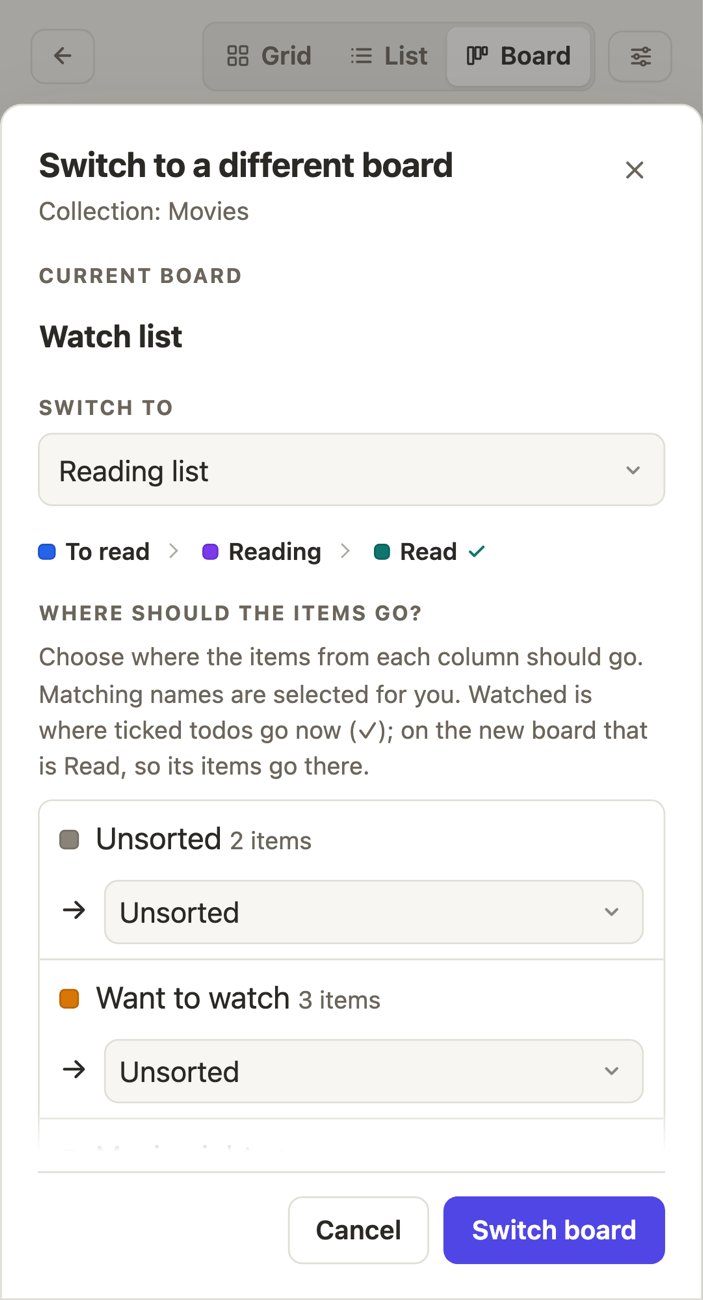 Grid List Board
Switch to a different board
Collection: Movies
CURRENT BOARD
Watch list
SWITCH TO
Reading list
To read > Reading > Read ✓
WHERE SHOULD THE ITEMS GO?
Choose where the items from each column should go.
Matching names are selected for you. Watched is
where ticked todos go now (✓); on the new board that
is Read, so its items go there.
Unsorted 2 items
→ Unsorted
Want to watch 3 items
→ Unsorted
Cancel Switch board